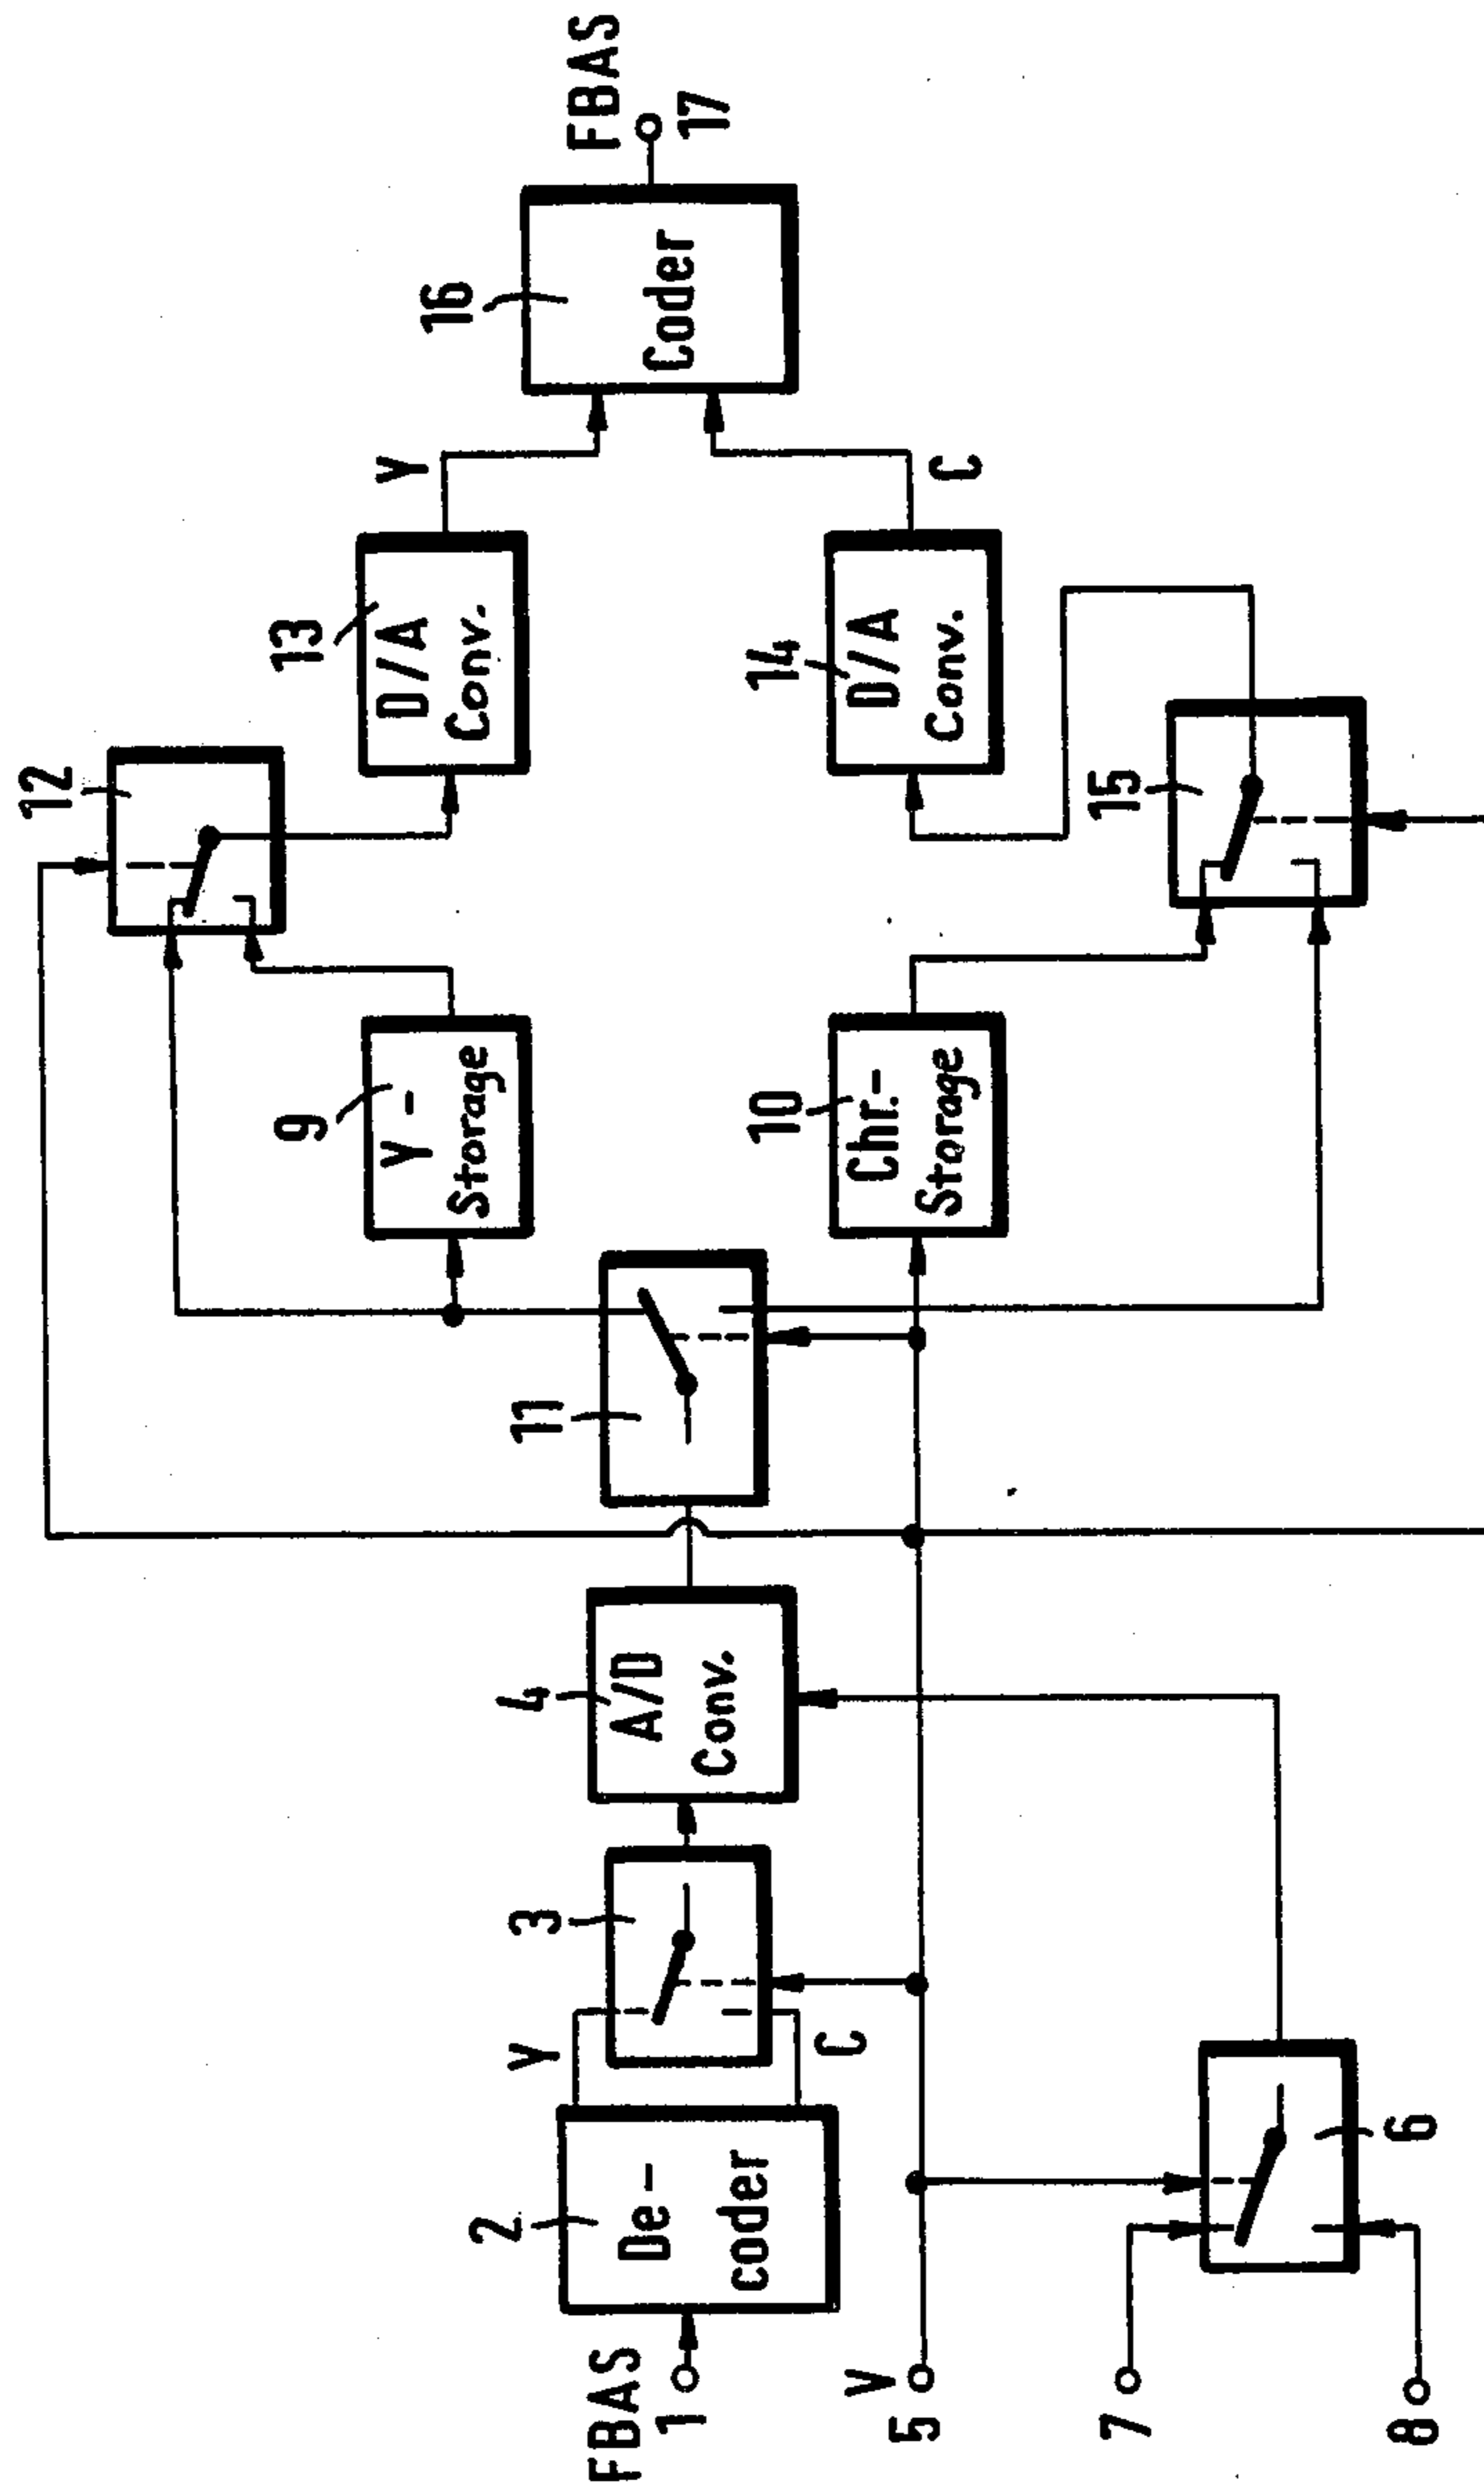 FBAS
1
2
De-
coder
Y
C
3
4
A/D
Conv.
V
5
6
7
8
11
9
Y-
Storage
10
Chr.-
Storage
12
13
D/A
Conv.
14
D/A
Conv.
15
Y
C
16
Coder
FBAS
17